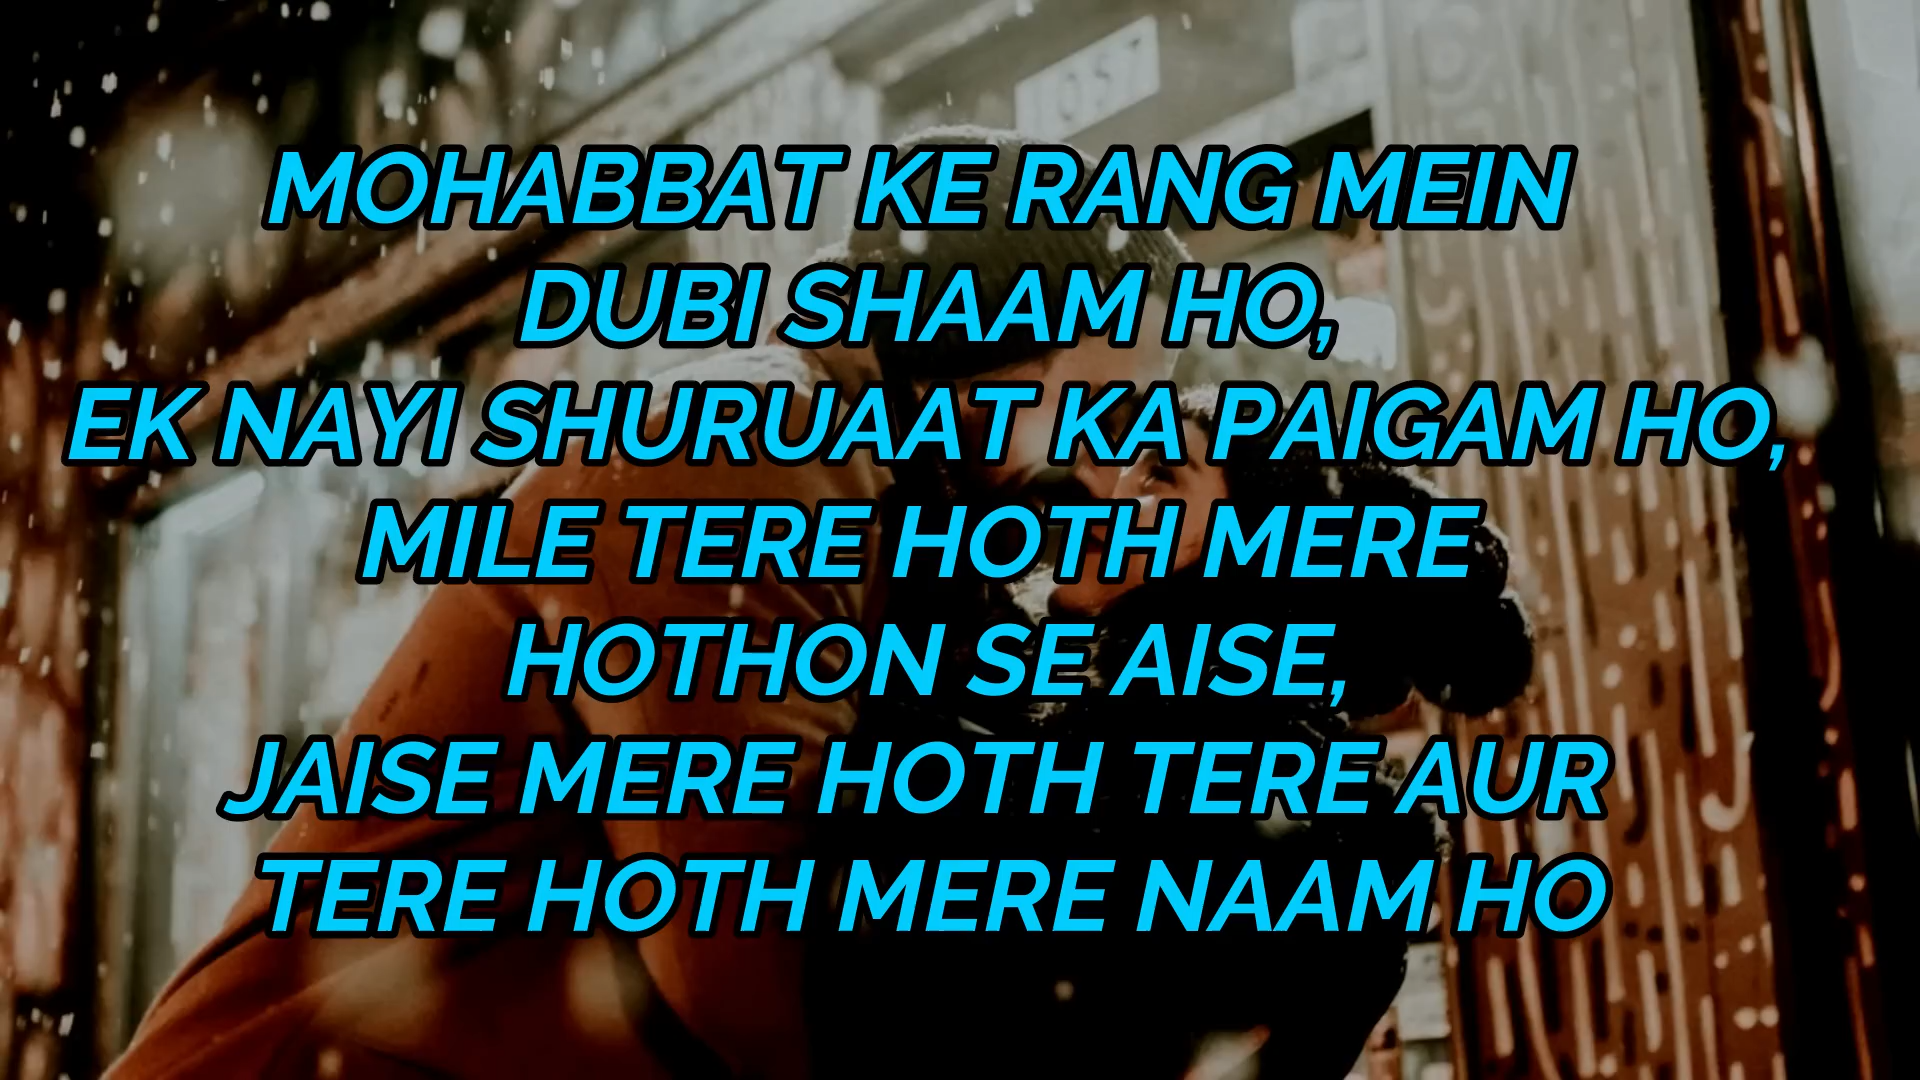 1057
MOHABBAT KE RANG MEIN
DUBI SHAAM HO,
EK NAYI SHURUAAT KA PAIGAM HO,
MILE TERE HOTH MERE
HOTHON SE AISE,
JAISE MERE HOTH TERE AUR
TERE HOTH MERE NAAM HO